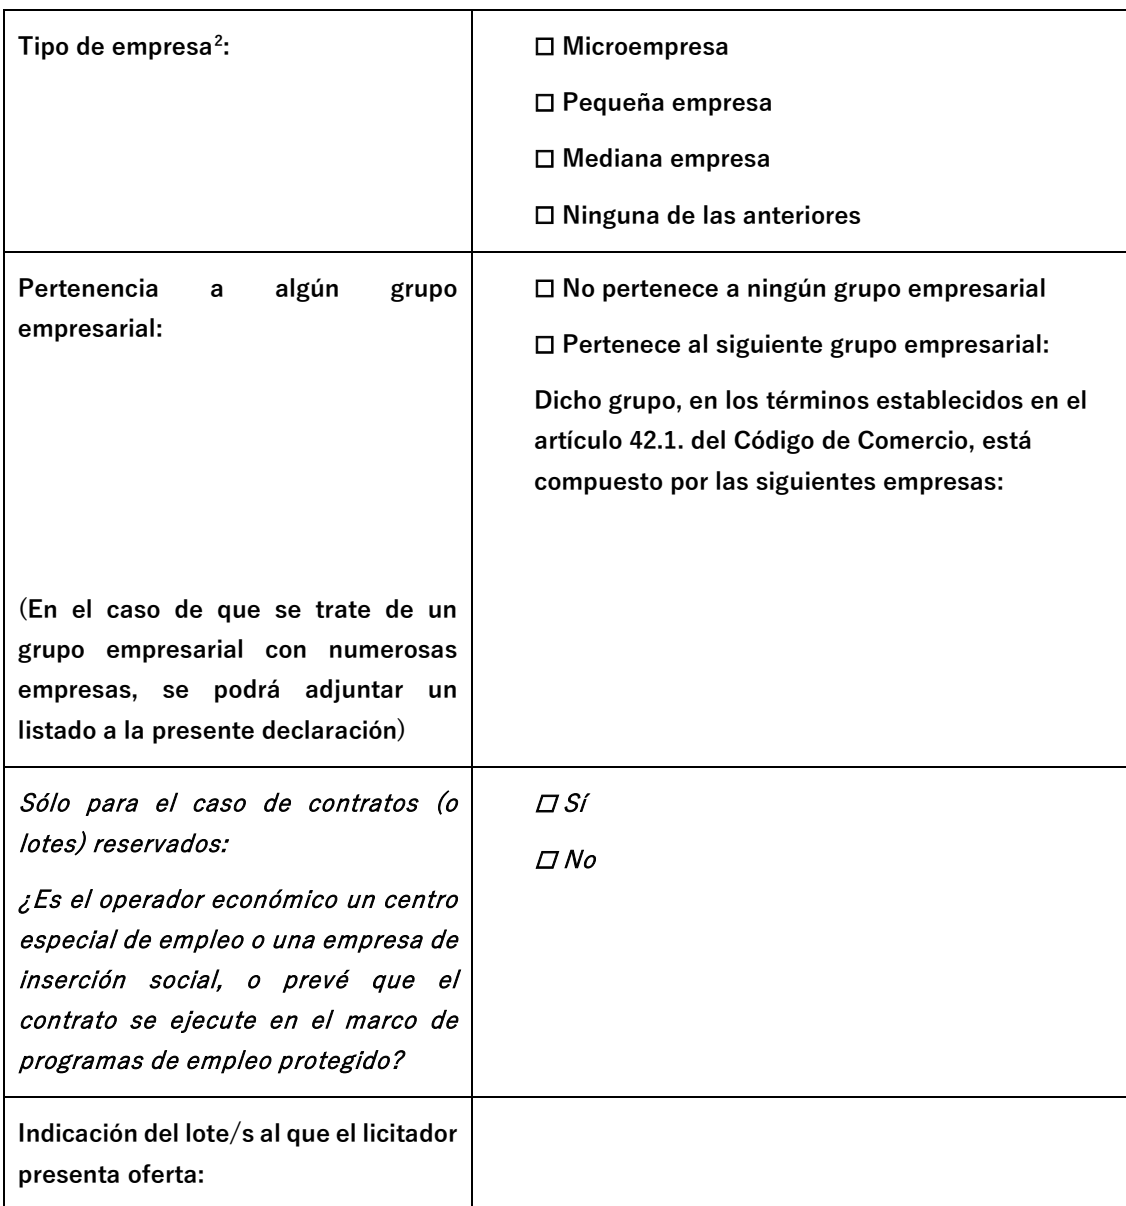 Tipo de empresa²:
☐ Microempresa
☐ Pequeña empresa
☐ Mediana empresa
☐ Ninguna de las anteriores
Pertenencia a algún grupo
empresarial:
(En el caso de que se trate de un
grupo empresarial con numerosas
empresas, se podrá adjuntar un
listado a la presente declaración)
☐ No pertenece a ningún grupo empresarial
☐ Pertenece al siguiente grupo empresarial:
Dicho grupo, en los términos establecidos en el
artículo 42.1. del Código de Comercio, está
compuesto por las siguientes empresas:
Sólo para el caso de contratos (o
lotes) reservados:
¿Es el operador económico un centro
especial de empleo o una empresa de
inserción social, o prevé que el
contrato se ejecute en el marco de
programas de empleo protegido?
☐ Sí
☐ No
Indicación del lote/s al que el licitador
presenta oferta: